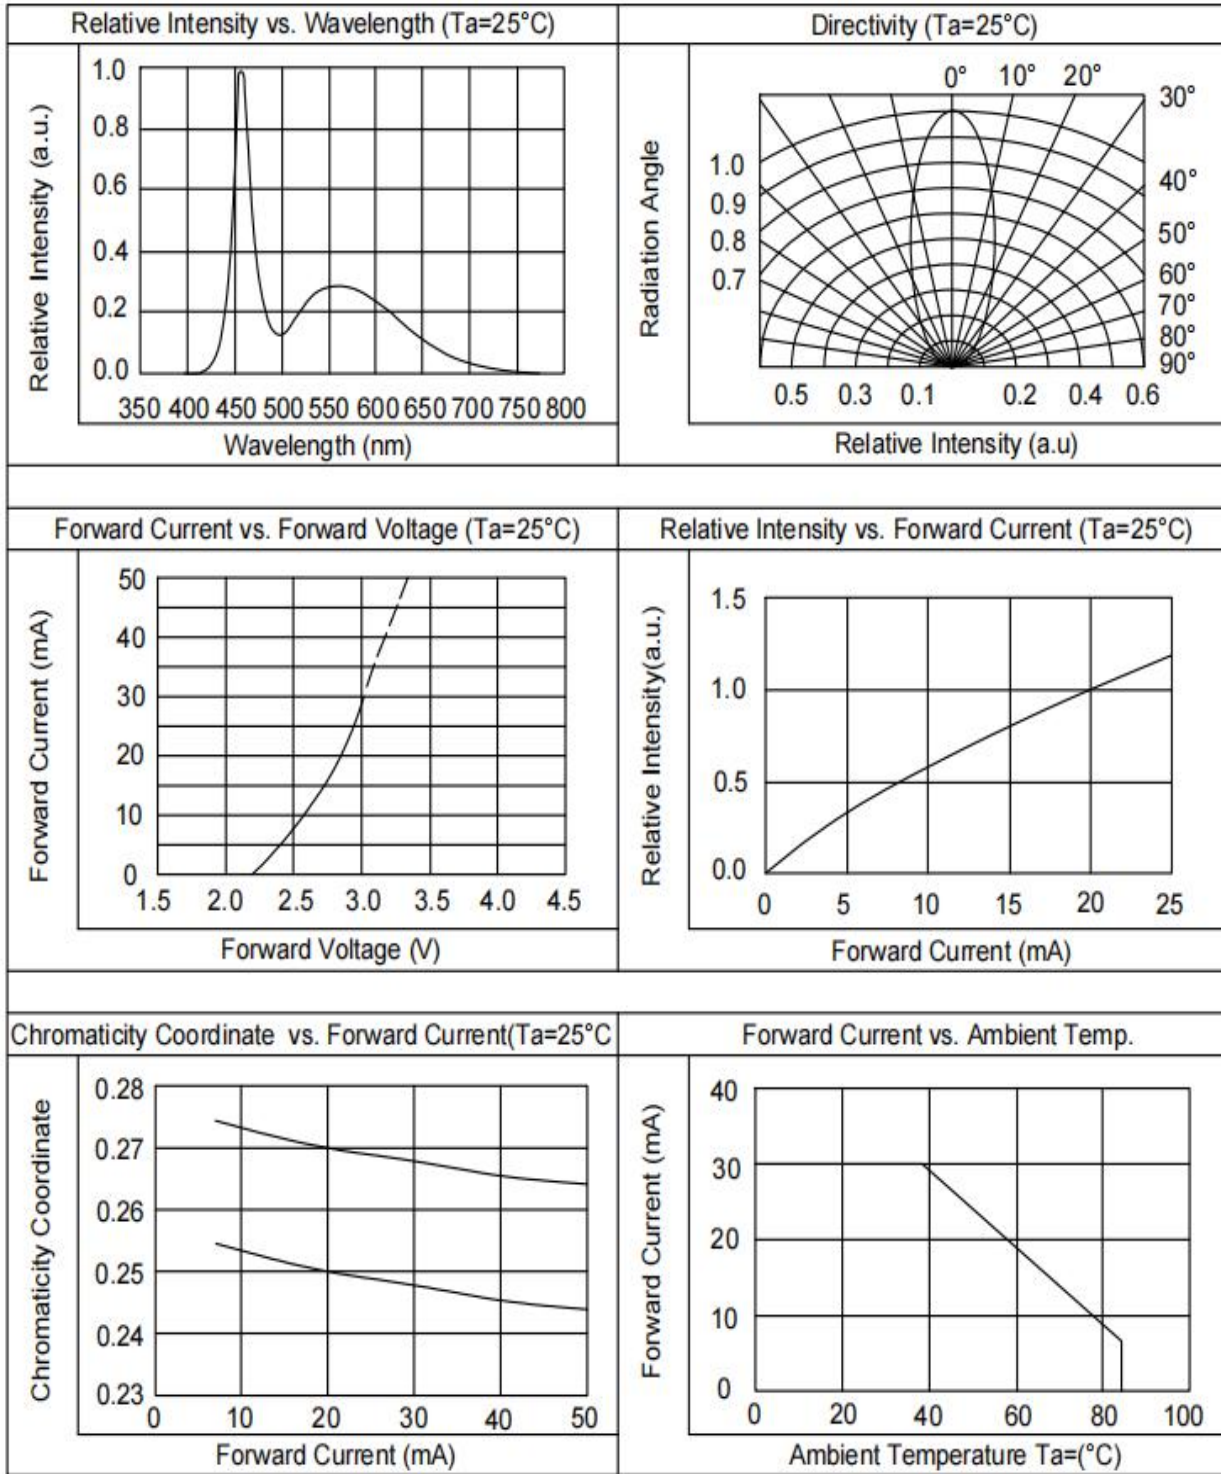 Relative Intensity vs. Wavelength (Ta=25°C)
Relative Intensity (a.u.)
1.0
0.8
0.6
0.4
0.2
0.0
350 400 450 500 550 600 650 700 750 800
Wavelength (nm)
Directivity (Ta=25°C)
Radiation Angle
0° 10° 20°
30°
40°
50°
60°
70°
80°
90°
1.0
0.9
0.8
0.7
0.5 0.3 0.1 0.2 0.4 0.6
Relative Intensity (a.u)
Forward Current vs. Forward Voltage (Ta=25°C)
Forward Current (mA)
50
40
30
20
10
0
1.5 2.0 2.5 3.0 3.5 4.0 4.5
Forward Voltage (V)
Relative Intensity vs. Forward Current (Ta=25°C)
Relative Intensity(a.u.)
1.5
1.0
0.5
0.0
0 5 10 15 20 25
Forward Current (mA)
Chromaticity Coordinate vs. Forward Current(Ta=25°C
Chromaticity Coordinate
0.28
0.27
0.26
0.25
0.24
0.23
0 10 20 30 40 50
Forward Current (mA)
Forward Current vs. Ambient Temp.
Forward Current (mA)
40
30
20
10
0
0 20 40 60 80 100
Ambient Temperature Ta=(°C)